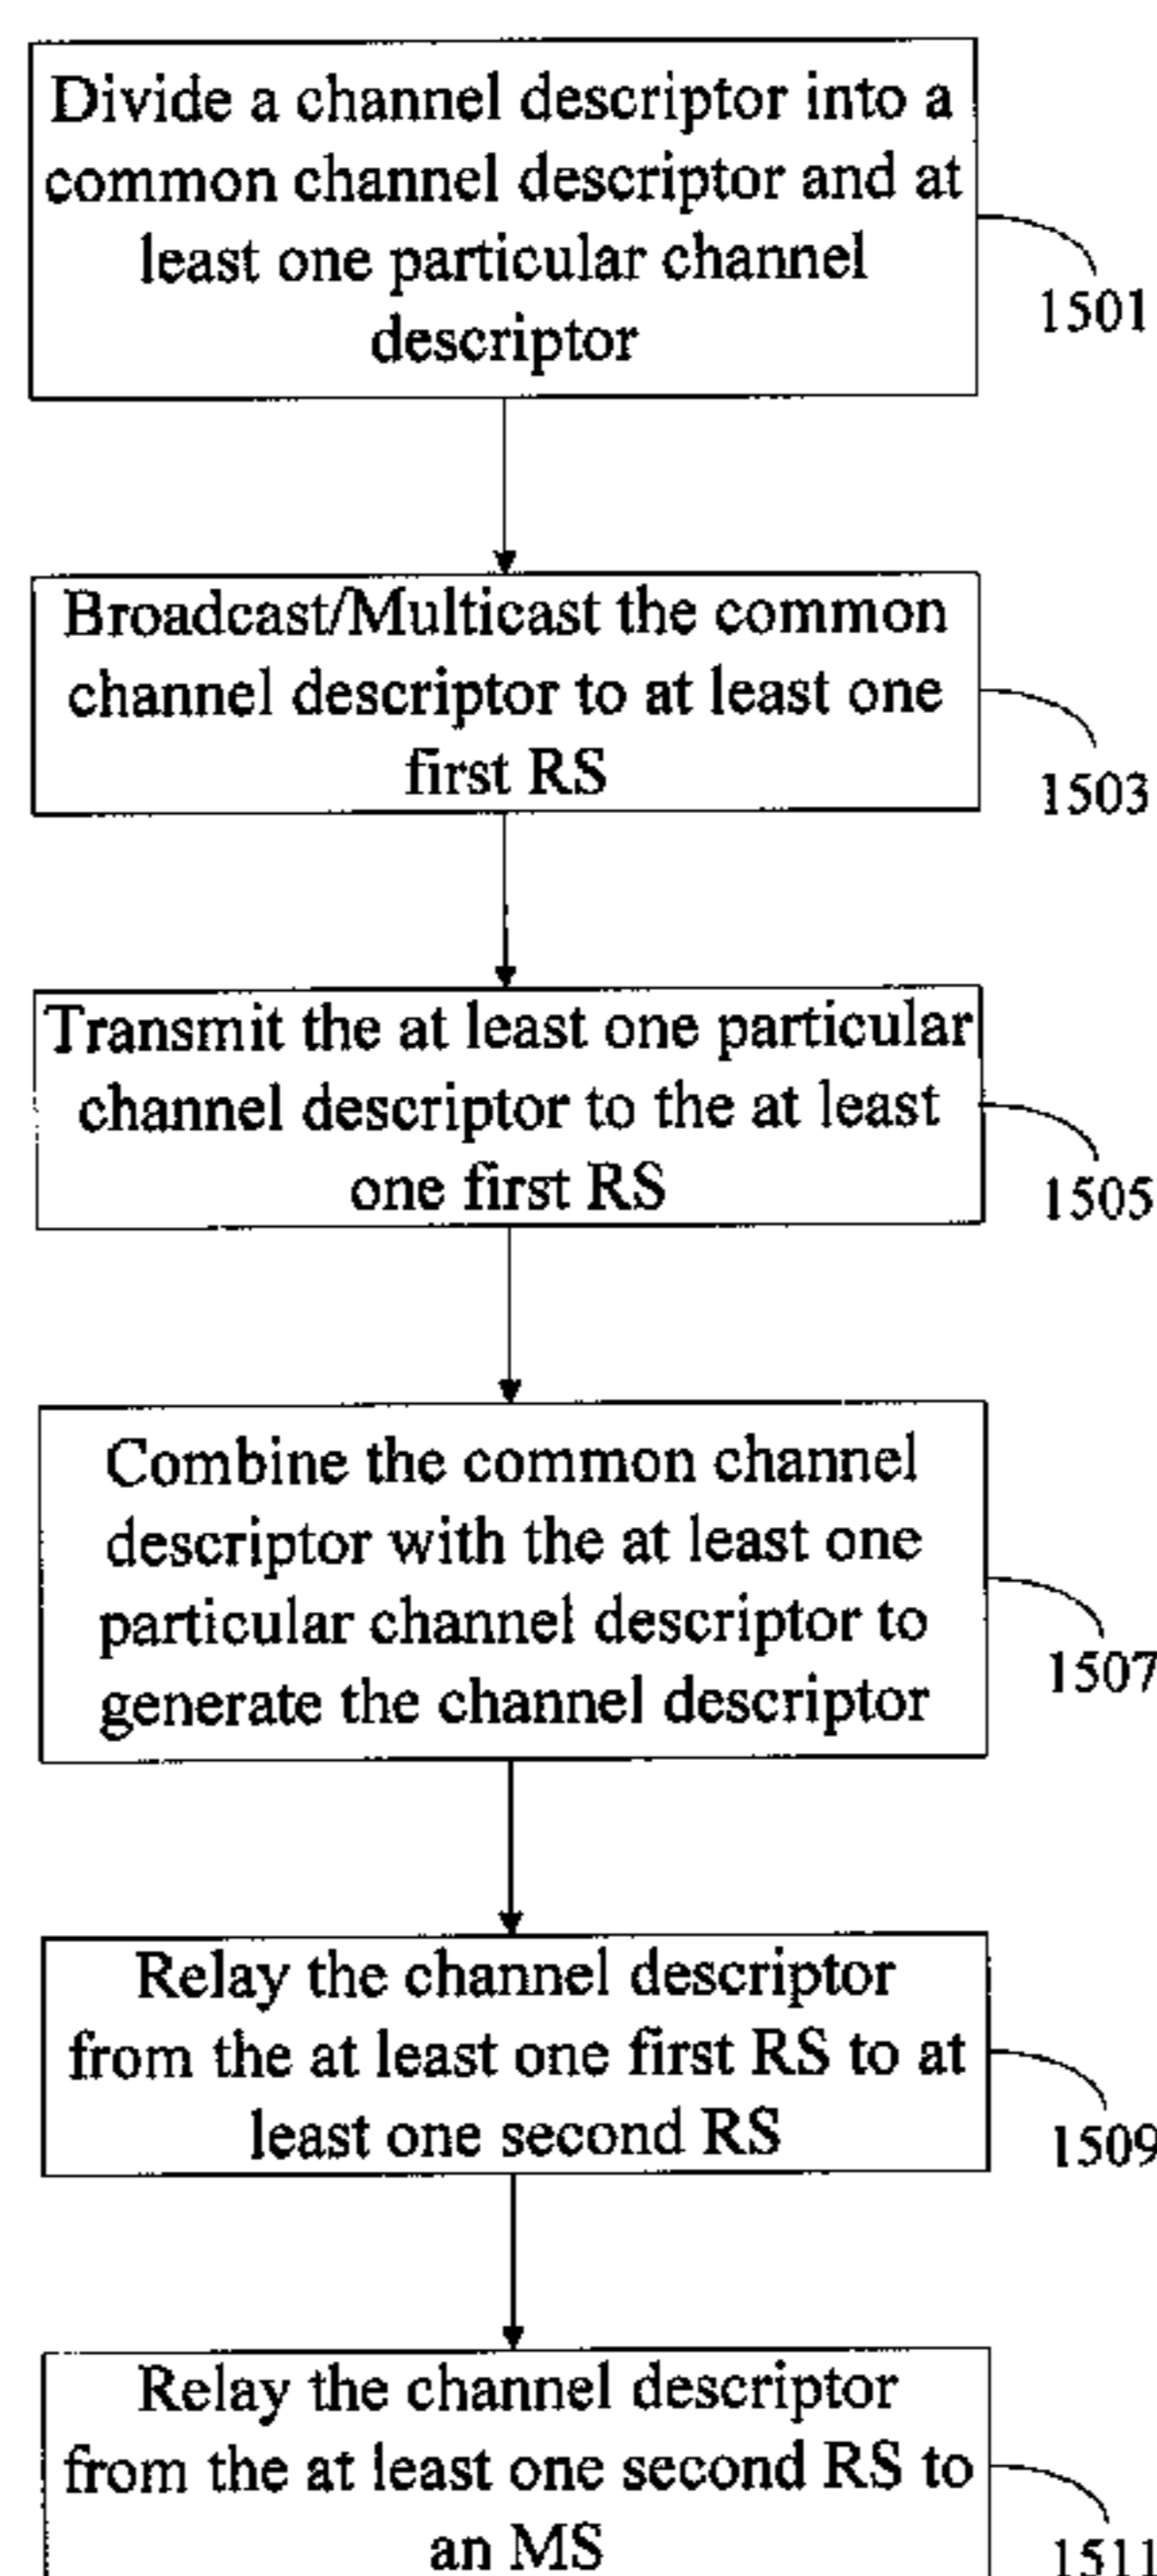 Divide a channel descriptor into a
common channel descriptor and at
least one particular channel
descriptor
1501
Broadcast/Multicast the common
channel descriptor to at least one
first RS
1503
Transmit the at least one particular
channel descriptor to the at least
one first RS
1505
Combine the common channel
descriptor with the at least one
particular channel descriptor to
generate the channel descriptor
1507
Relay the channel descriptor
from the at least one first RS to at
least one second RS
1509
Relay the channel descriptor
from the at least one second RS to
an MS
1511